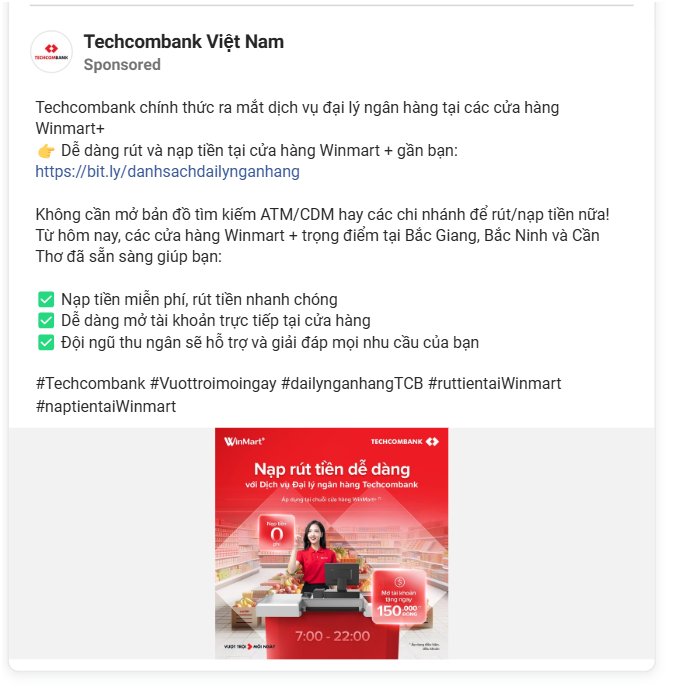 Techcombank Việt Nam
Sponsored
TECHCOMBANK
Techcombank chính thức ra mắt dịch vụ đại lý ngân hàng tại các cửa hàng
Winmart+
👉 Dễ dàng rút và nạp tiền tại cửa hàng Winmart + gần bạn:
https://bit.ly/danhsachdailynganhang
Không cần mở bản đồ tìm kiếm ATM/CDM hay các chi nhánh để rút/nạp tiền nữa!
Từ hôm nay, các cửa hàng Winmart + trọng điểm tại Bắc Giang, Bắc Ninh và Cần
Thơ đã sẵn sàng giúp bạn:
✅ Nạp tiền miễn phí, rút tiền nhanh chóng
✅ Dễ dàng mở tài khoản trực tiếp tại cửa hàng
✅ Đội ngũ thu ngân sẽ hỗ trợ và giải đáp mọi nhu cầu của bạn
#Techcombank #Vuottroimoingay #dailynganhangTCB #ruttientaiWinmart
#naptientaiWinmart
WinMart+
TECHCOMBANK
Nạp rút tiền dễ dàng
với Dịch vụ Đại lý ngân hàng Techcombank
Áp dụng tại chuỗi cửa hàng WinMart+
Nạp tiền
0
phí
Mở tài khoản
tặng ngay
150.000
ĐỒNG
7:00 - 22:00
VƯỢT TRỘI MỖI NGÀY